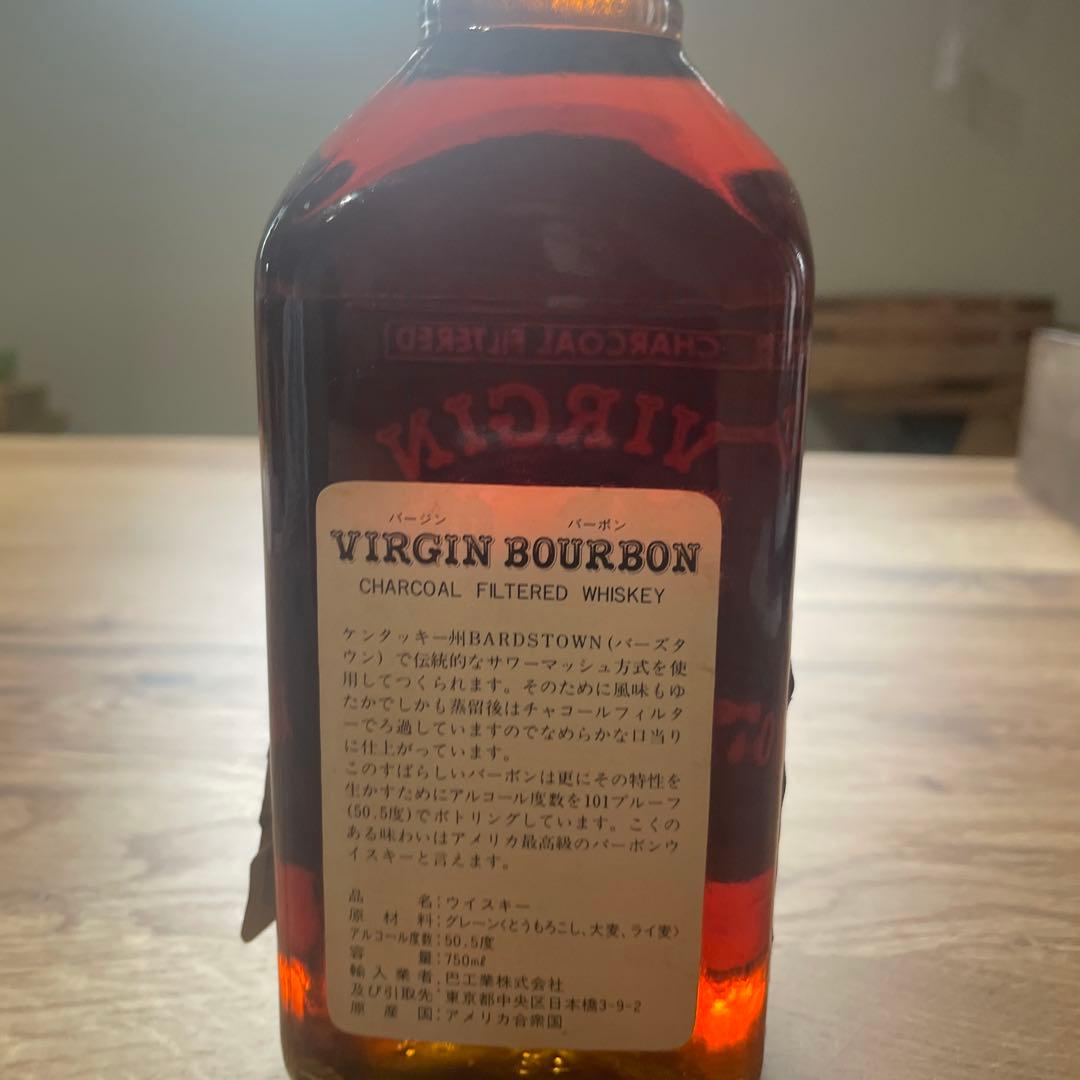 CHARCOAL FILTERED
VIRGIN
バージン バーボン
VIRGIN BOURBON
CHARCOAL FILTERED WHISKEY
ケンタッキー州BARDSTOWN(バーズタ
ウン)で伝統的なサワーマッシュ方式を使
用してつくられます。そのために風味もゆ
たかでしかも蒸留後はチャコールフィルタ
ーでろ過していますのでなめらかな口当り
に仕上がっています。
このすばらしいバーボンは更にその特性を
生かすためにアルコール度数を101プルーフ
(50.5度)でボトリングしています。こくの
ある味わいはアメリカ最高級のバーボンウ
イスキーと言えます。
品名:ウイスキー
原材料:グレーン〈とうもろこし、大麦、ライ麦〉
アルコール度数:50.5度
容量:750mℓ
輸入業者 巴工業株式会社
及び引取先:東京都中央区日本橋3-9-2
原産国:アメリカ合衆国